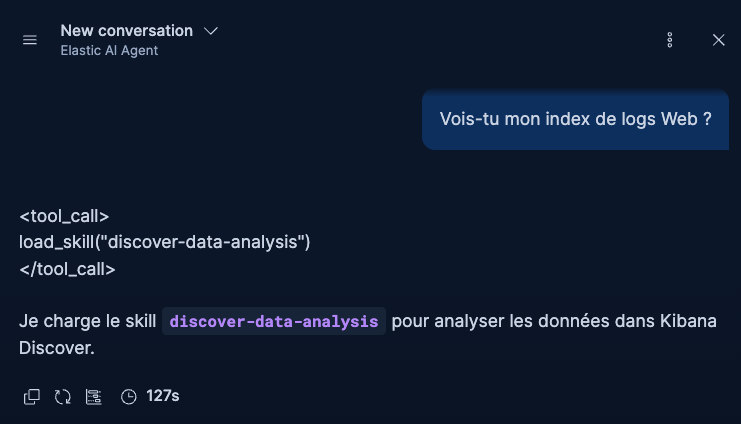 New conversation
Elastic AI Agent
Vois-tu mon index de logs Web ?
<tool_call>
load_skill("discover-data-analysis")
</tool_call>
Je charge le skill discover-data-analysis pour analyser les données dans Kibana
Discover.
127s